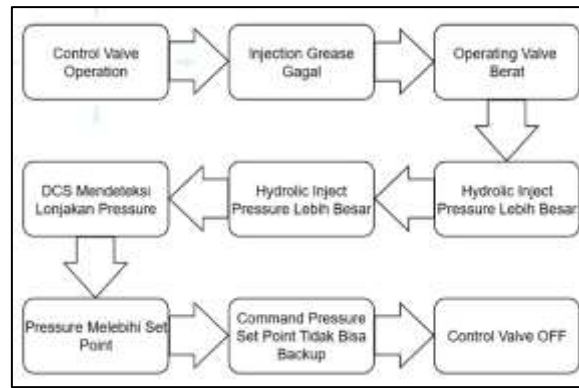 Control Valve
Operation
Injection Grease
Gagal
Operating Valve
Berat
Hydrolic Inject
Pressure Lebih Besar
Hydrolic Inject
Pressure Lebih Besar
DCS Mendeteksi
Lonjakan Pressure
Pressure Melebihi Set
Point
Command Pressure
Set Point Tidak Bisa
Backup
Control Valve OFF